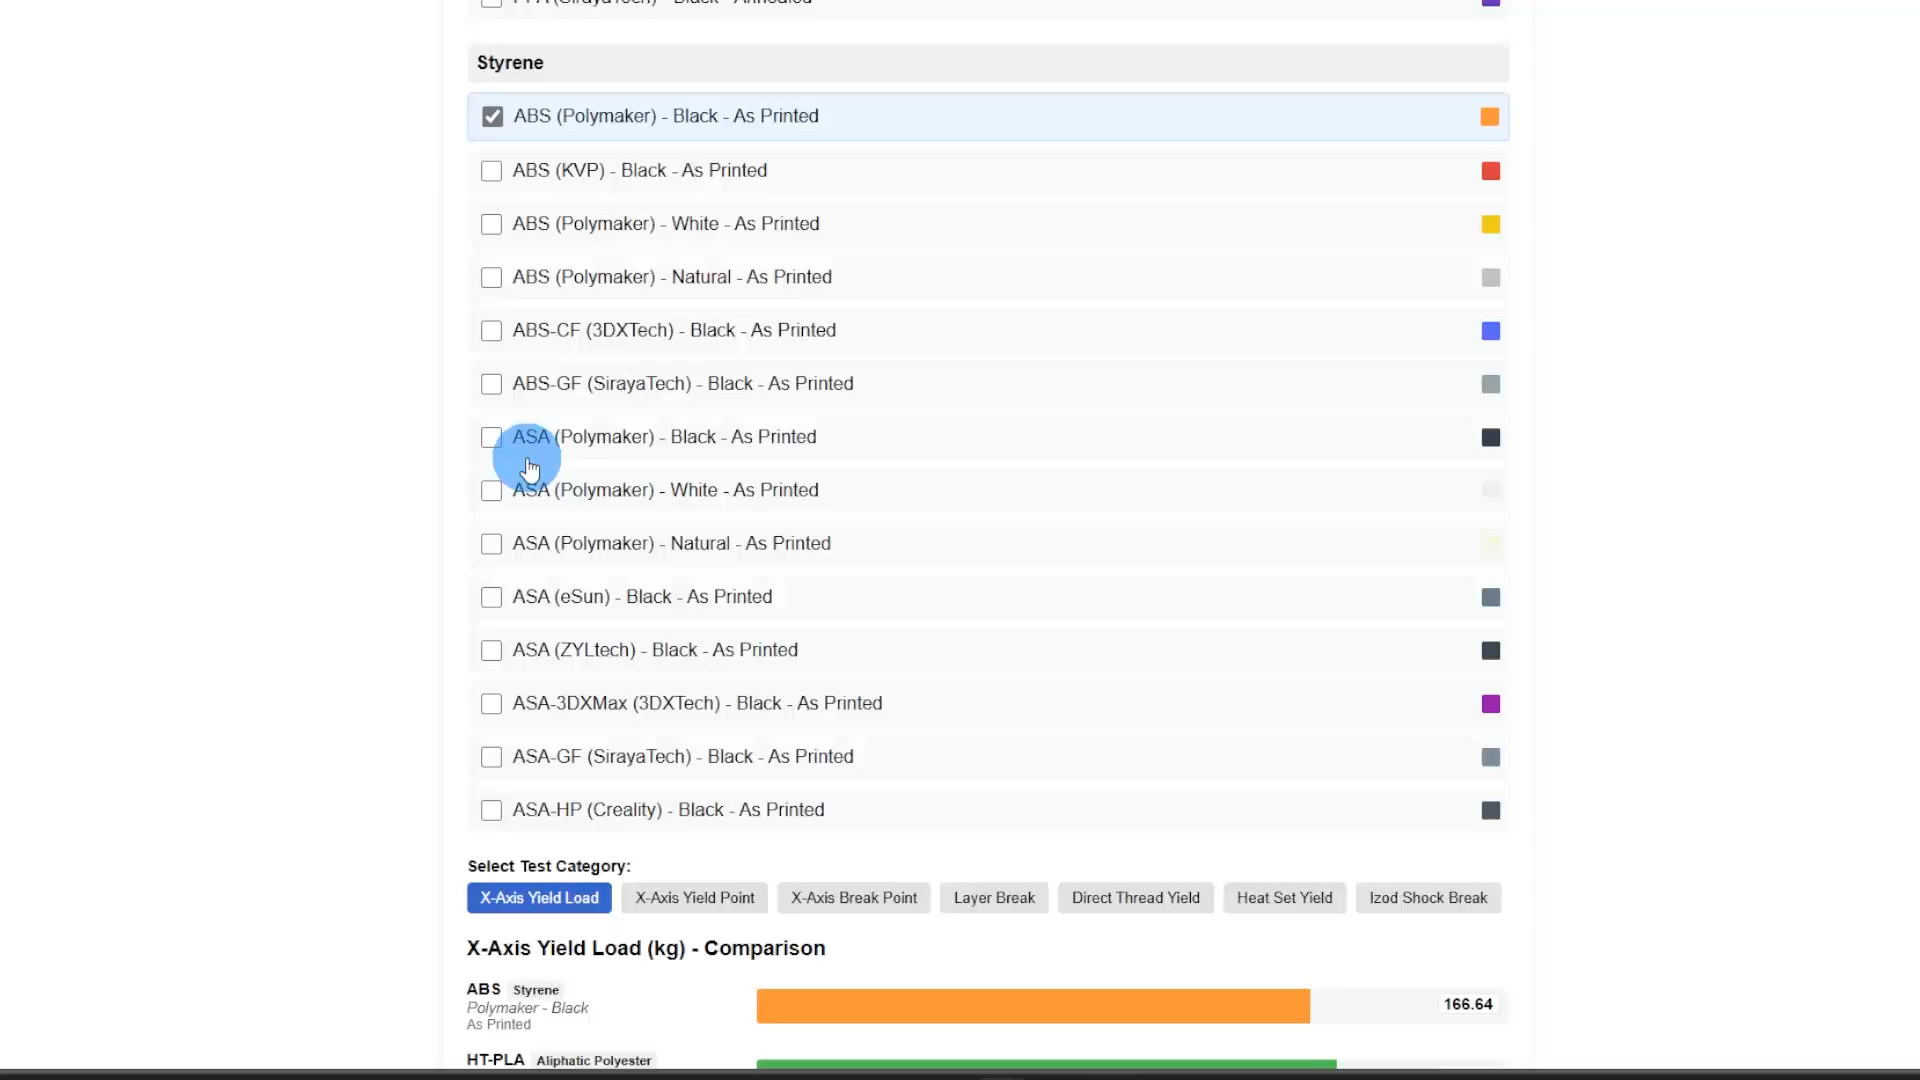 PLA (SirayaTech) - Black - Annealed
Styrene
ABS (Polymaker) - Black - As Printed
ABS (KVP) - Black - As Printed
ABS (Polymaker) - White - As Printed
ABS (Polymaker) - Natural - As Printed
ABS-CF (3DXTech) - Black - As Printed
ABS-GF (SirayaTech) - Black - As Printed
ASA (Polymaker) - Black - As Printed
ASA (Polymaker) - White - As Printed
ASA (Polymaker) - Natural - As Printed
ASA (eSun) - Black - As Printed
ASA (ZYLtech) - Black - As Printed
ASA-3DXMax (3DXTech) - Black - As Printed
ASA-GF (SirayaTech) - Black - As Printed
ASA-HP (Creality) - Black - As Printed
Select Test Category:
X-Axis Yield Load X-Axis Yield Point X-Axis Break Point Layer Break Direct Thread Yield Heat Set Yield Izod Shock Break
X-Axis Yield Load (kg) - Comparison
ABS Styrene
Polymaker - Black
As Printed
166.64
HT-PLA Aliphatic Polyester